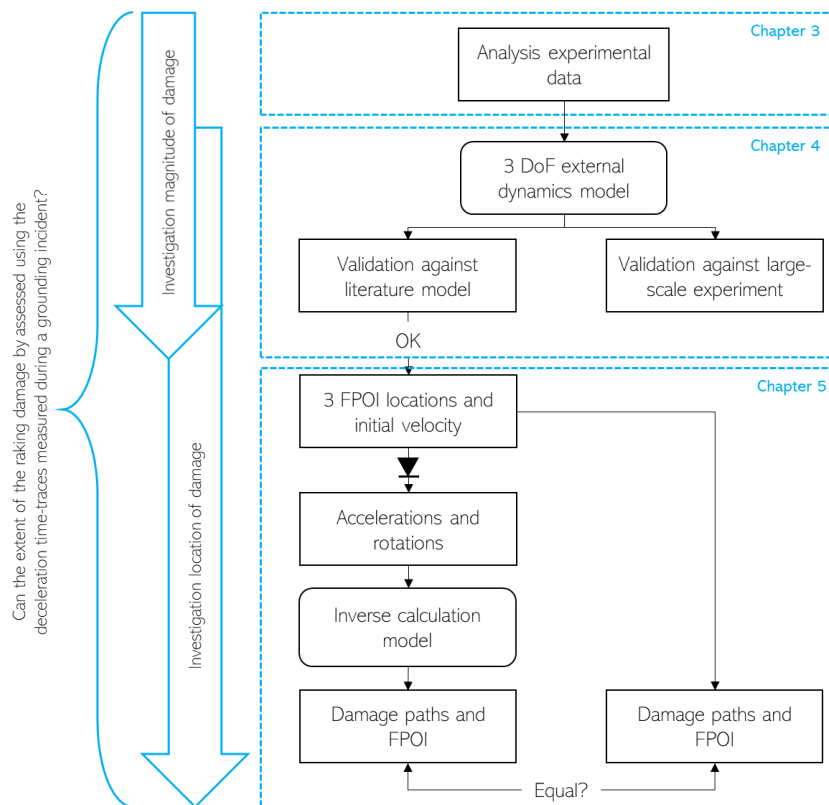 Can the extent of the raking damage by assessed using the
deceleration time-traces measured during a grounding incident?
Investigation magnitude of damage
Investigation location of damage
Chapter 3
Analysis experimental
data
Chapter 4
3 DoF external
dynamics model
Validation against
literature model
Validation against large-
scale experiment
OK
Chapter 5
3 FPOI locations and
initial velocity
Accelerations and
rotations
Inverse calculation
model
Damage paths and
FPOI
Damage paths and
FPOI
Equal?